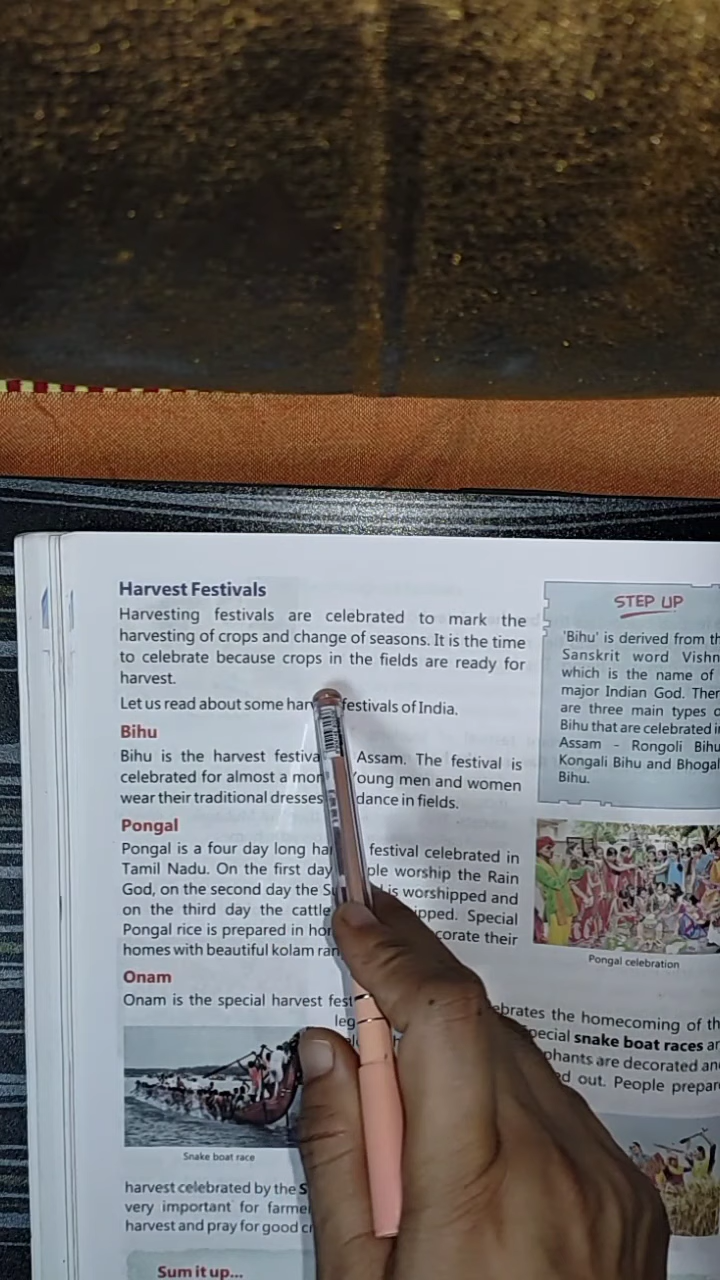 Harvest Festivals
Harvesting festivals are celebrated to mark the
harvesting of crops and change of seasons. It is the time
to celebrate because crops in the fields are ready for
harvest.
Let us read about some har festivals of India.
Bihu
Bihu is the harvest festiva Assam. The festival is
celebrated for almost a mon Young men and women
wear their traditional dresses dance in fields.
Pongal
Pongal is a four day long ha festival celebrated in
Tamil Nadu. On the first day ple worship the Rain
God, on the second day the S is worshipped and
on the third day the cattle ipped. Special
Pongal rice is prepared in ho corate their
homes with beautiful kolam ran
Onam
Onam is the special harvest fest ebrates the homecoming of th
leg pecial snake boat races ar
phants are decorated an
d out. People prepar
Snake boat race
harvest celebrated by the S
very important for farme
harvest and pray for good c
Sum it up...
STEP UP
'Bihu' is derived from th
Sanskrit word Vishn
which is the name of
major Indian God. Ther
are three main types o
Bihu that are celebrated i
Assam - Rongoli Bihu
Kongali Bihu and Bhogal
Bihu.
Pongal celebration